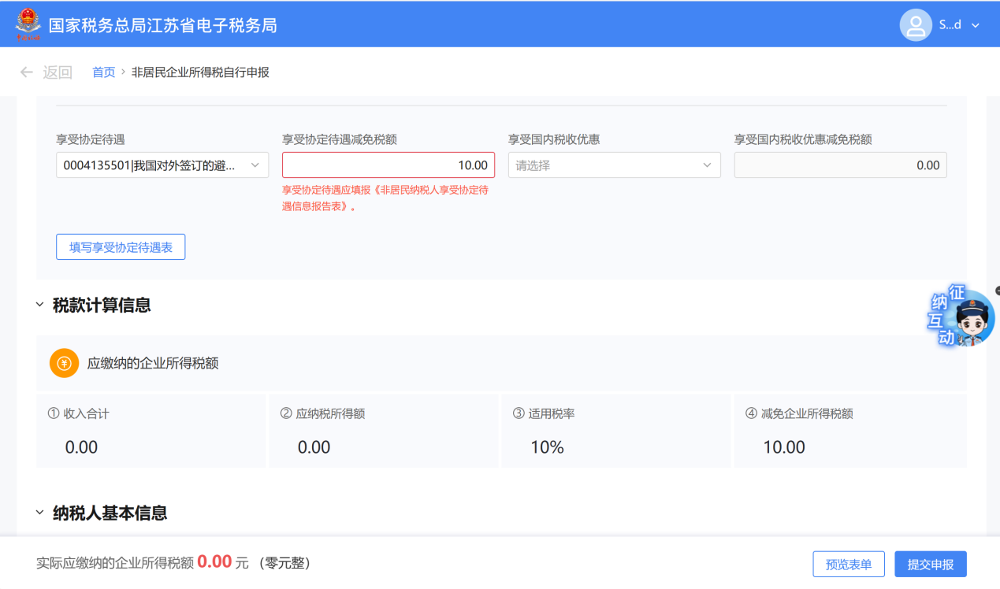 国家税务总局江苏省电子税务局
S...d
返回 首页 › 非居民企业所得税自行申报
享受协定待遇 享受协定待遇减免税额 享受国内税收优惠 享受国内税收优惠减免税额
0004135501|我国对外签订的避... 10.00 请选择 0.00
享受协定待遇应填报《非居民纳税人享受协定待
遇信息报告表》。
填写享受协定待遇表
税款计算信息
征纳互动
应缴纳的企业所得税额
① 收入合计 ② 应纳税所得额 ③ 适用税率 ④ 减免企业所得税额
0.00 0.00 10% 10.00
纳税人基本信息
实际应缴纳的企业所得税额 0.00 元 （零元整） 预览表单 提交申报